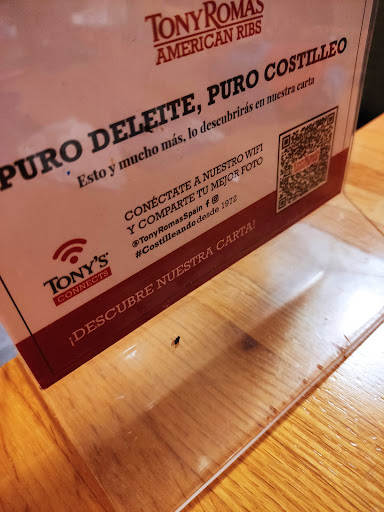 TONY ROMA'S
AMERICAN RIBS
PURO DELEITE, PURO COSTILLEO
Esto y mucho más, lo descubrirás en nuestra carta
CONÉCTATE A NUESTRO WIFI
Y COMPARTE TU MEJOR FOTO
@TonyRomasSpain
#Costilleando desde 1972
TONY'S
CONNECTS
¡DESCUBRE NUESTRA CARTA!